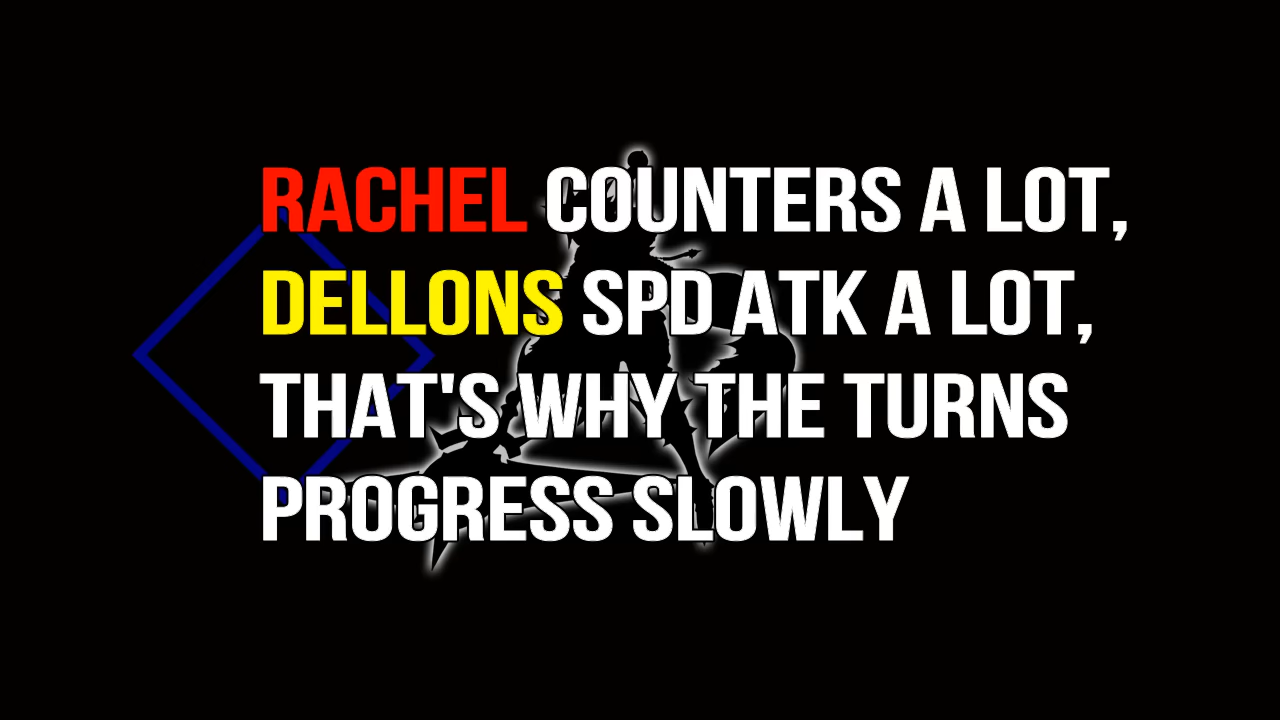 RACHEL COUNTERS A LOT,
DELLONS SPD ATK A LOT,
THAT'S WHY THE TURNS
PROGRESS SLOWLY